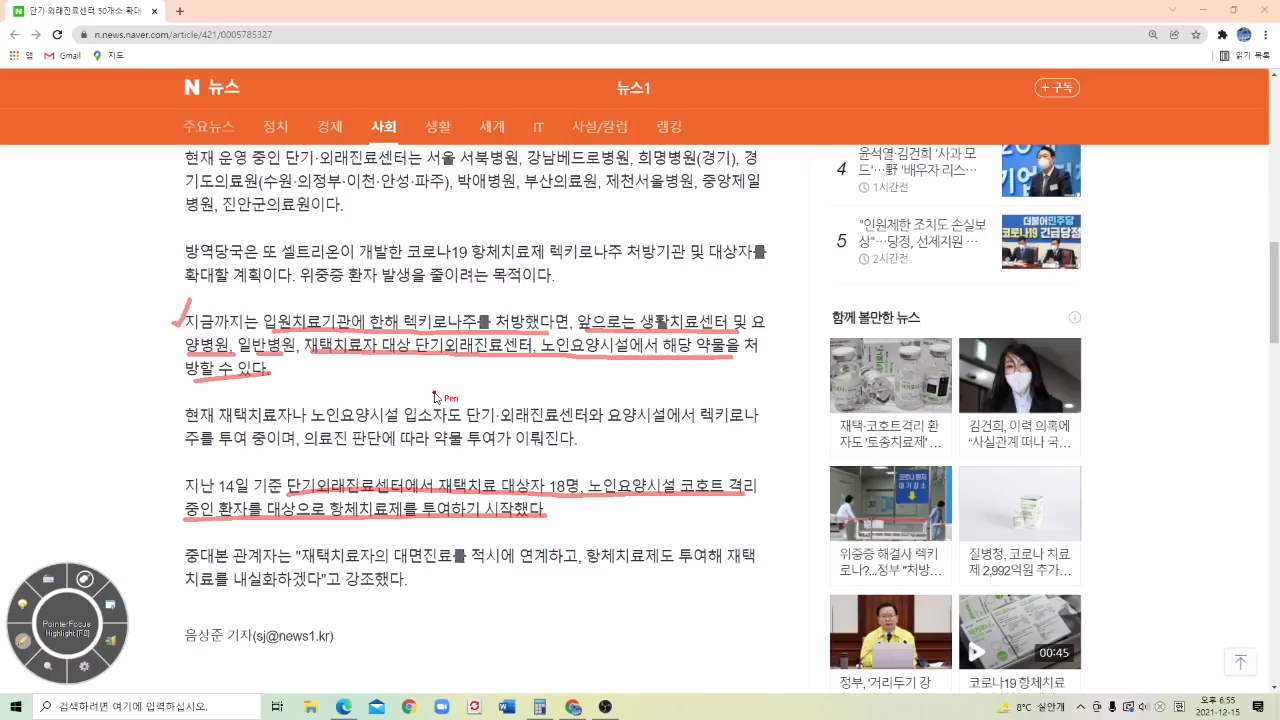 단기·외래진료센터 50개소 확대
n.news.naver.com/article/421/0005785327
앱 Gmail 지도 읽기 목록
N 뉴스 뉴스1 + 구독
주요뉴스 정치 경제 사회 생활 세계 IT 사설/칼럼 랭킹
현재 운영 중인 단기·외래진료센터는 서울 서북병원, 강남베드로병원, 희명병원(경기), 경
기도의료원(수원·의정부·이천·안성·파주), 박애병원, 부산의료원, 제천서울병원, 중앙제일
병원, 진안군의료원이다.
방역당국은 또 셀트리온이 개발한 코로나19 항체치료제 렉키로나주 처방기관 및 대상자를
확대할 계획이다. 위중증 환자 발생을 줄이려는 목적이다.
지금까지는 입원치료기관에 한해 렉키로나주를 처방했다면, 앞으로는 생활치료센터 및 요
양병원, 일반병원, 재택치료자 대상 단기외래진료센터, 노인요양시설에서 해당 약물을 처
방할 수 있다.
Pen
현재 재택치료자나 노인요양시설 입소자도 단기·외래진료센터와 요양시설에서 렉키로나
주를 투여 중이며, 의료진 판단에 따라 약물 투여가 이뤄진다.
지난 14일 기준 단기외래진료센터에서 재택치료 대상자 18명, 노인요양시설 코호트 격리
중인 환자를 대상으로 항체치료제를 투여하기 시작했다
중대본 관계자는 "재택치료자의 대면진료를 적시에 연계하고, 항체치료제도 투여해 재택
치료를 내실화하겠다"고 강조했다.
음상준 기자(sj@news1.kr)
4 윤석열·김건희 '사과 모
드'…野 '배우자 리스…
1시간전
5 "인원제한 조치도 손실보
상"…당정, 선제지원 …
2시간전
더불어민주당
코로나19 긴급당정
함께 볼만한 뉴스
재택·코호트격리 환
자도 '토종치료제' …
김건희, 이력 의혹에
"사실관계 떠나 국…
위중증 해결사 렉키
로나?...정부 "처방…
질병청, 코로나 치료
제 2,992억원 추가…
00:45
정부, '거리두기 강
코로나19 항체치료
Pointer Focus
Highlight [F8]
검색하려면 여기에 입력하십시오.
8°C 실안개
오후 6:55
2021-12-15